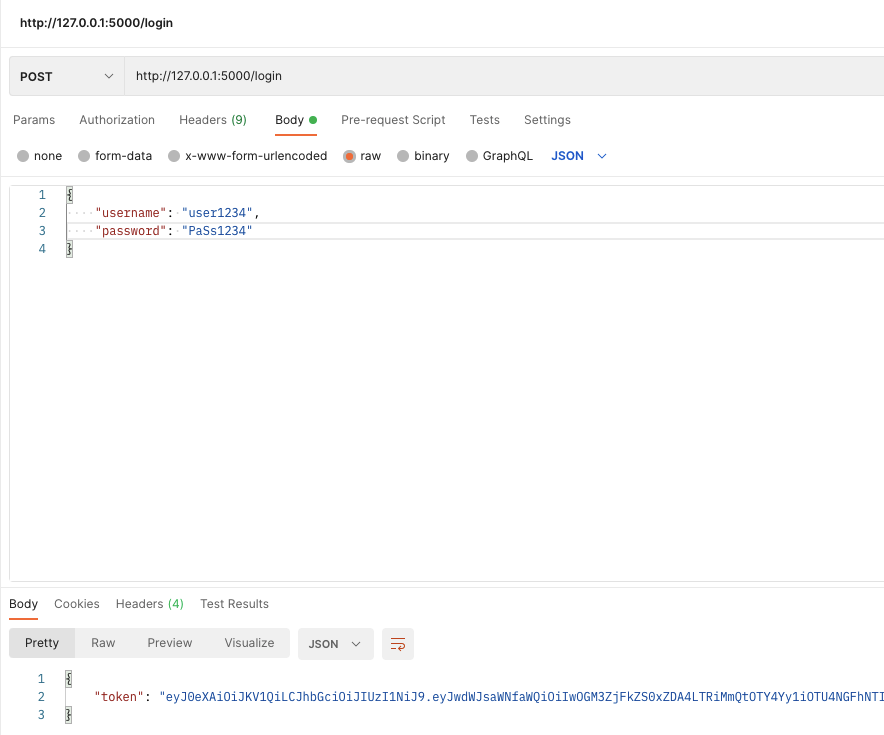 http://127.0.0.1:5000/login
POST http://127.0.0.1:5000/login
Params Authorization Headers (9) Body Pre-request Script Tests Settings
none form-data x-www-form-urlencoded raw binary GraphQL JSON
1 {
2 "username": "user1234",
3 "password": "PaSs1234"
4 }
Body Cookies Headers (4) Test Results
Pretty Raw Preview Visualize JSON
1 {
2 "token": "eyJ0eXAiOiJKV1QiLCJhbGciOiJIUzI1NiJ9.eyJwdWJsaWNfaWQiOiIwOGM3ZjFkZS0xZDA4LTRiMmQtOTY4Yy1iOTU4NGFhNTI
3 }